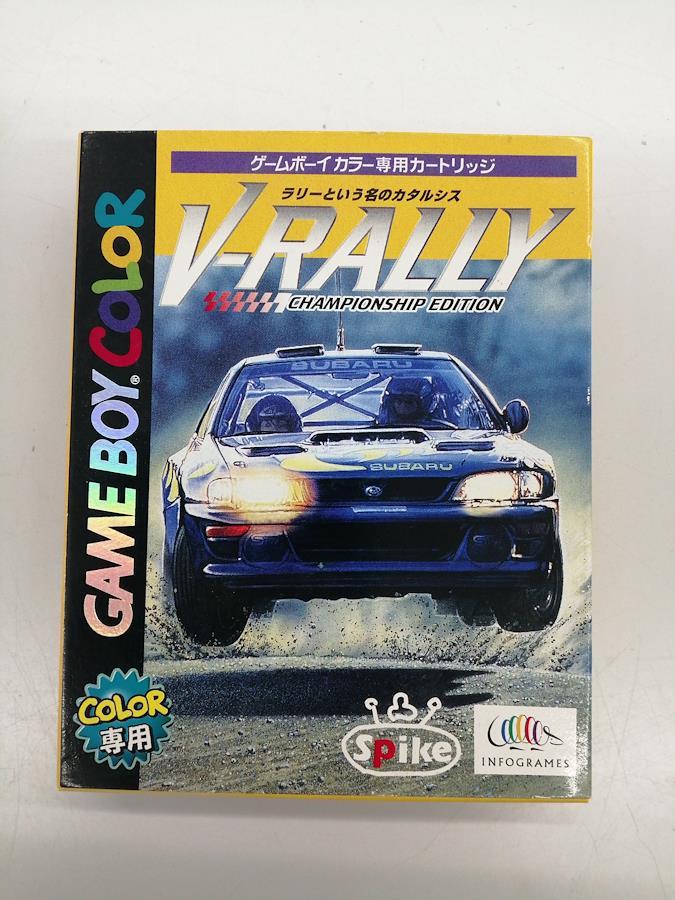 ゲームボーイカラー専用カートリッジ
ラリーという名のカタルシス
V-RALLY
CHAMPIONSHIP EDITION
GAME BOY® COLOR
SUBARU
SUBARU
COLOR
専用
Spike
INFOGRAMES